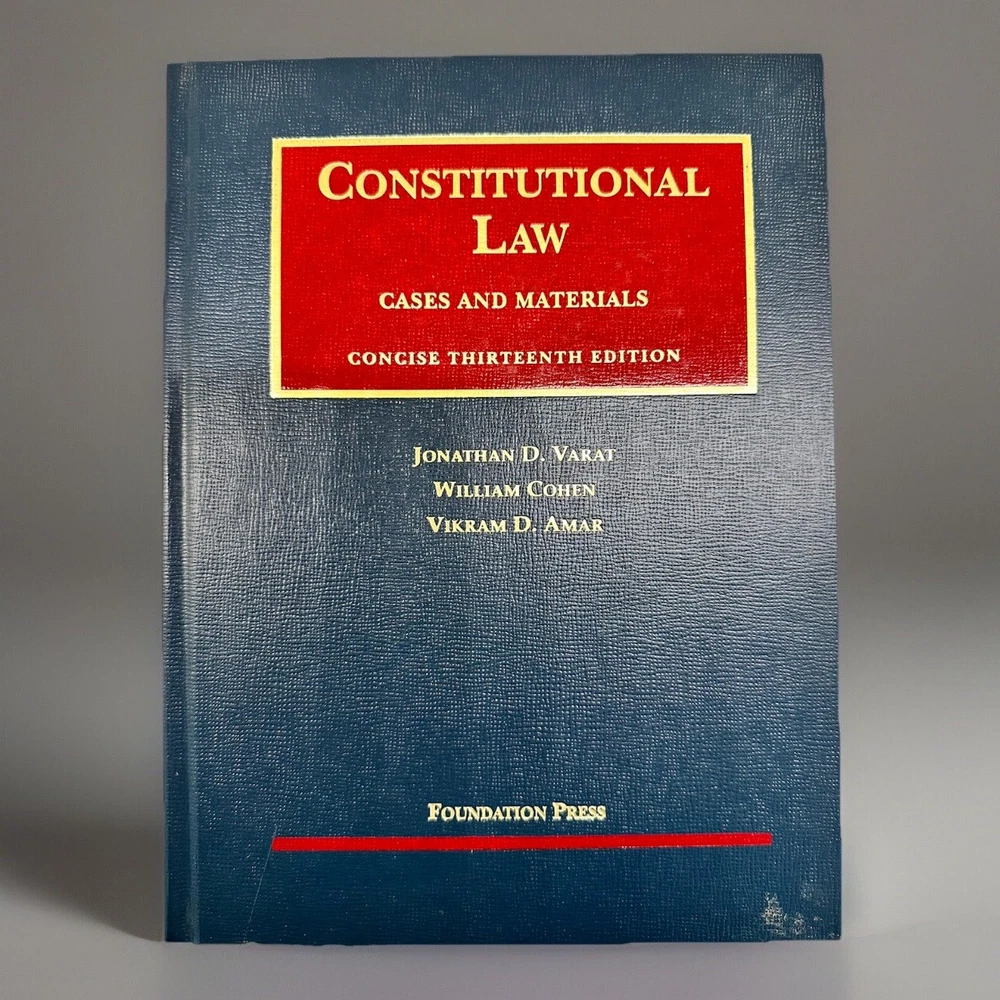 CONSTITUTIONAL
LAW
CASES AND MATERIALS
CONCISE THIRTEENTH EDITION
JONATHAN D. VARAT
WILLIAM COHEN
VIKRAM D. AMAR
FOUNDATION PRESS